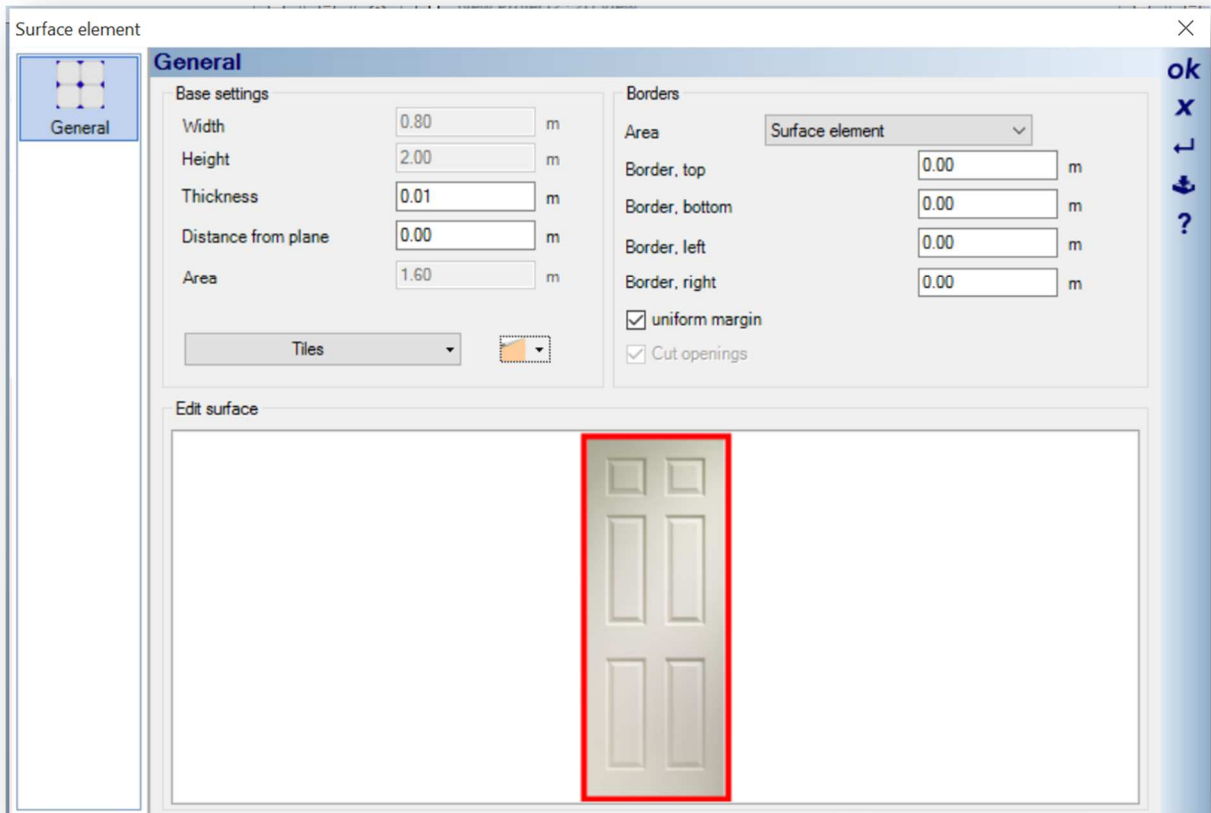 Surface element
General
General
ok
x
?
Base settings
Width 0.80 m
Height 2.00 m
Thickness 0.01 m
Distance from plane 0.00 m
Area 1.60 m
Tiles
Borders
Area Surface element
Border, top 0.00 m
Border, bottom 0.00 m
Border, left 0.00 m
Border, right 0.00 m
uniform margin
Cut openings
Edit surface